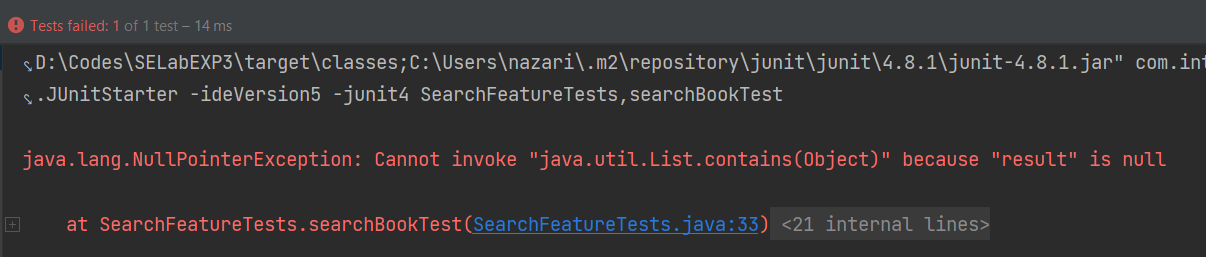 Tests failed: 1 of 1 test – 14 ms
D:\Codes\SELabEXP3\target\classes;C:\Users\nazari\.m2\repository\junit\junit\4.8.1\junit-4.8.1.jar" com.int
.JUnitStarter -ideVersion5 -junit4 SearchFeatureTests,searchBookTest
java.lang.NullPointerException: Cannot invoke "java.util.List.contains(Object)" because "result" is null
at SearchFeatureTests.searchBookTest(SearchFeatureTests.java:33) <21 internal lines>